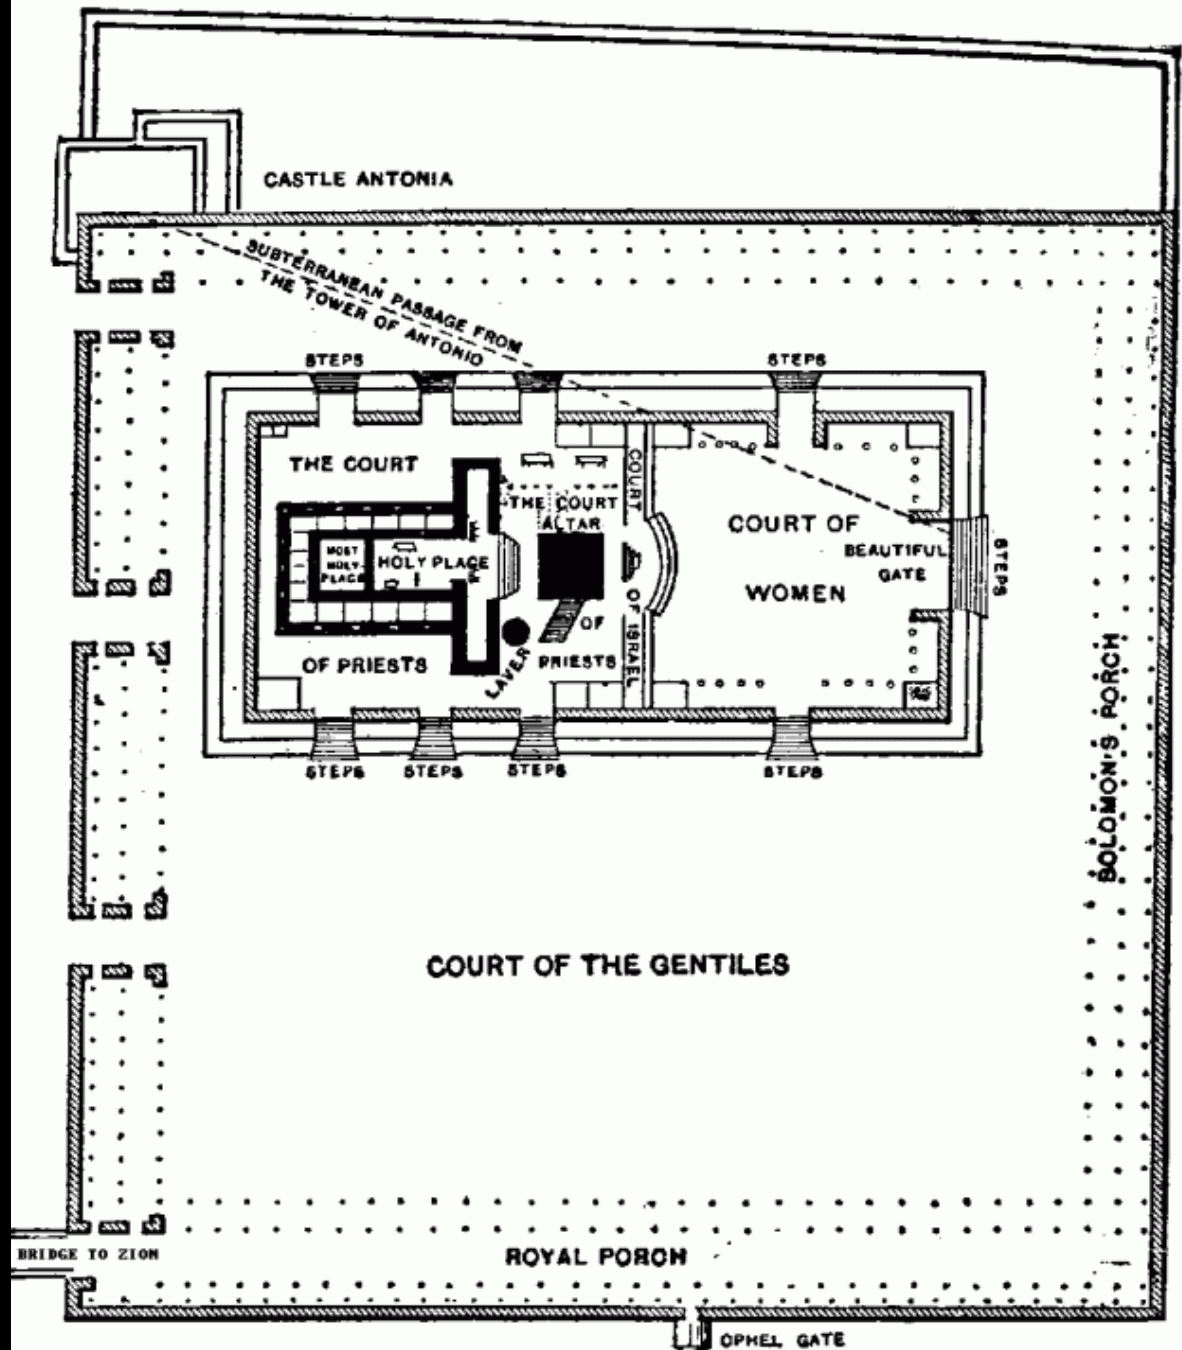 CASTLE ANTONIA
SUBTERRANEAN PASSAGE FROM
THE TOWER OF ANTONIO
STEPS
STEPS
THE COURT
COURT
THE COURT
ALTAR
COURT OF
MOST
HOLY
PLACE
HOLY PLACE
BEAUTIFUL
GATE
STEPS
WOMEN
OF
OF
ISRAEL
OF PRIESTS
LAVER
PRIESTS
STEPS
STEPS
STEPS
STEPS
SOLOMON'S PORCH
COURT OF THE GENTILES
BRIDGE TO ZION
ROYAL PORCH
OPHEL GATE